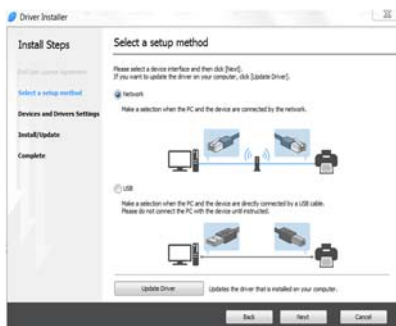 Driver Installer
Install Steps
Select a setup method
End User License Agreement
Select a setup method
Devices and Drivers Settings
Install/Update
Complete
Please select a device interface and then click [Next].
If you want to update the driver on your computer, click [Update Driver].
Network
Make a selection when the PC and the device are connected by the network.
USB
Make a selection when the PC and the device are directly connected by a USB cable.
Please do not connect the PC with the device until instructed.
Update Driver
Updates the driver that is installed on your computer.
Back
Next
Cancel